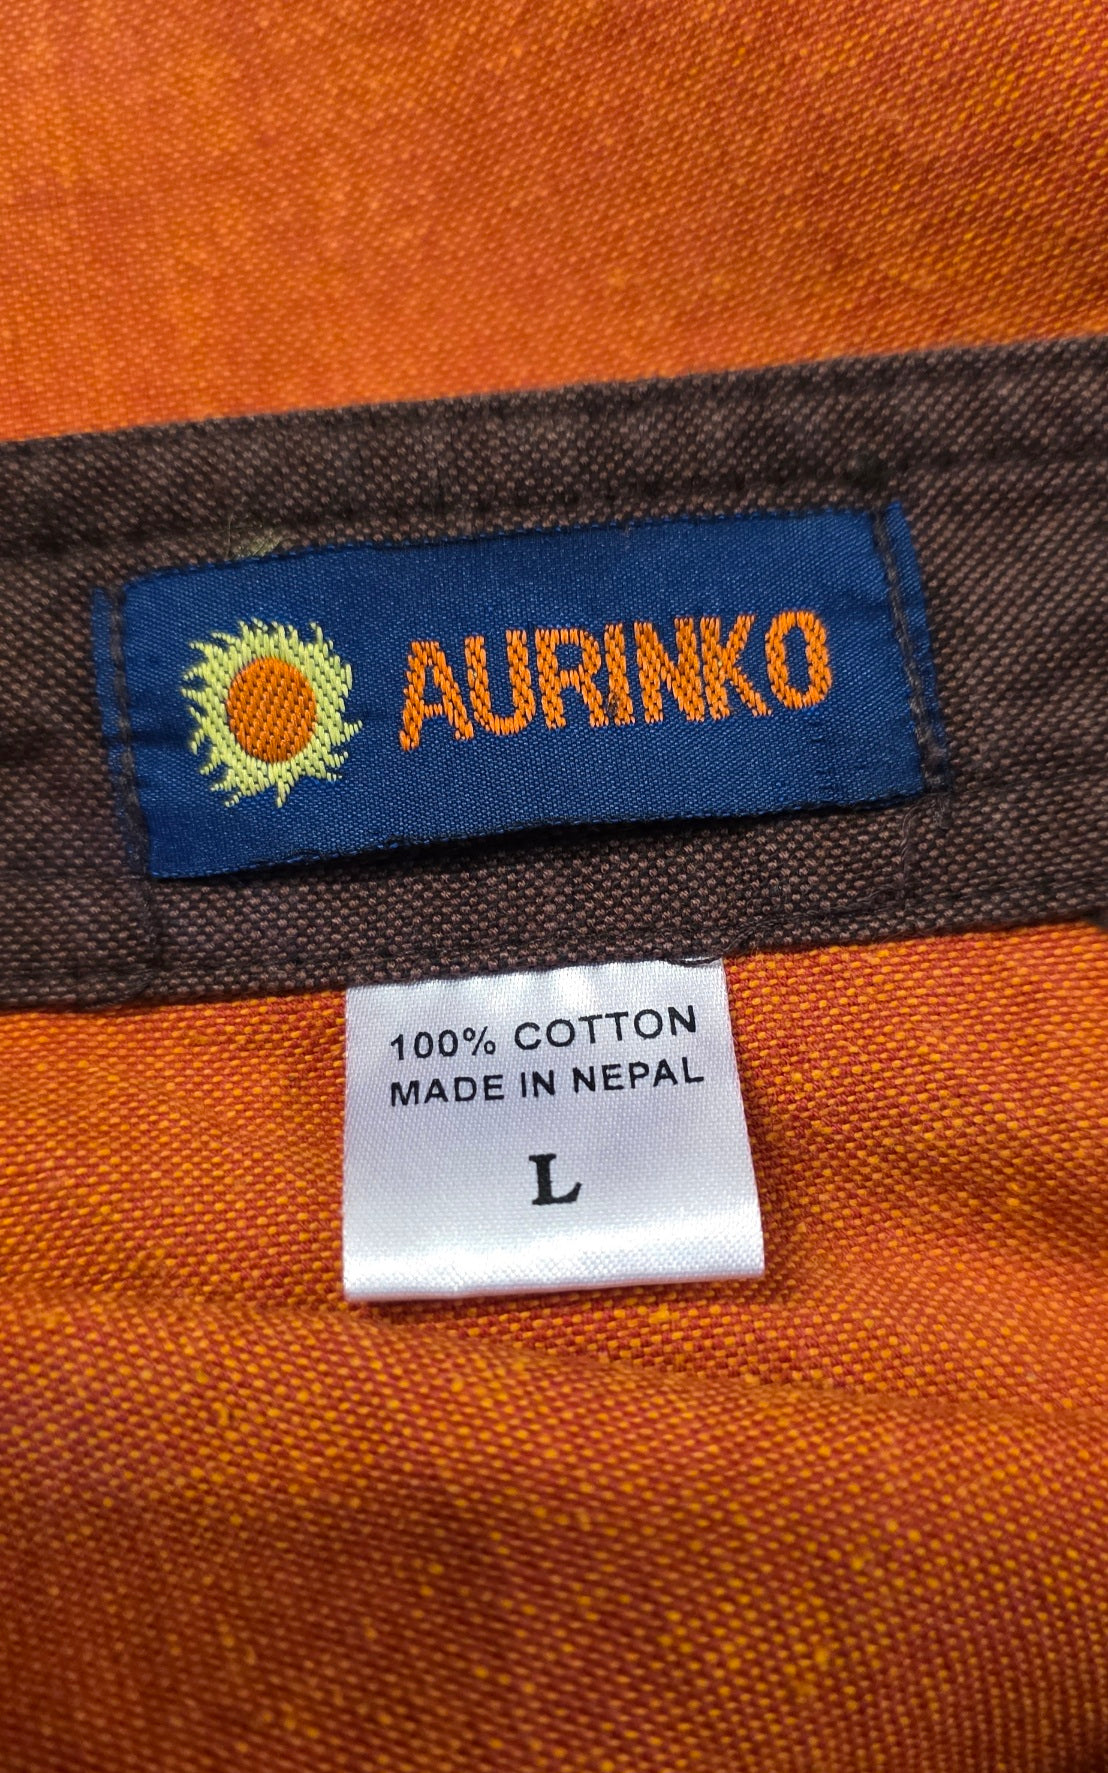 AURINKO
100% COTTON
MADE IN NEPAL
L